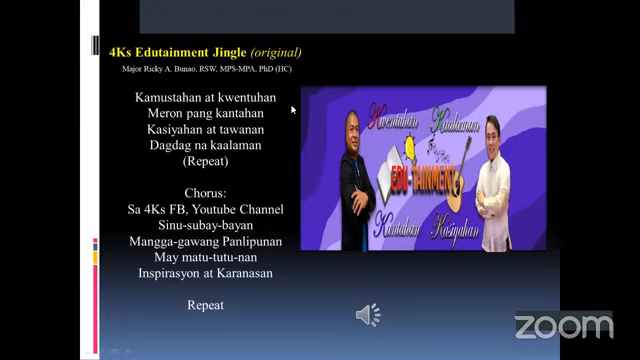 4Ks Edutainment Jingle (original)
Major Ricky A. Bunao, RSW, MPS-MPA, PhD (HC)
Kamustahan at kwentuhan
Meron pang kantahan
Kasiyahan at tawanan
Dagdag na kaalaman
(Repeat)
Chorus:
Sa 4Ks FB, Youtube Channel
Sinu-subay-bayan
Mangga-gawang Panlipunan
May matu-tutu-nan
Inspirasyon at Karanasan
Repeat
Kwentuhan Kaalaman
EDU-TAINMENT
Kantahan Kasiyahan
zoom